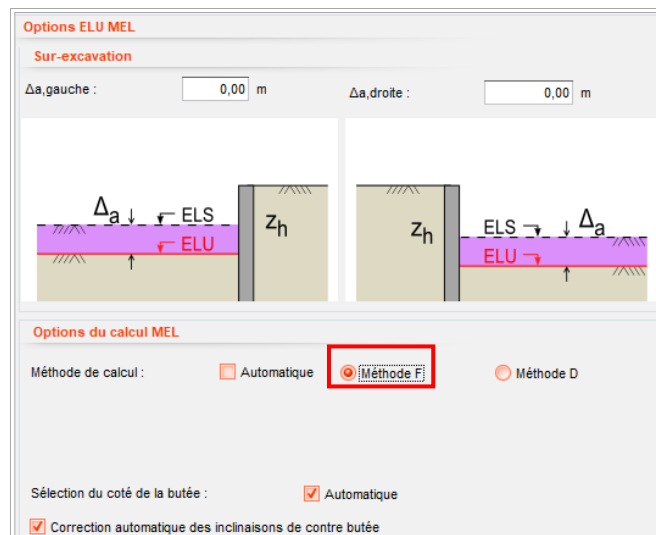 Options ELU MEL
Sur-excavation
Δa,gauche : 0,00 m Δa,droite : 0,00 m
Δa ELS zh
ELU
zh ELS Δa
ELU
Options du calcul MEL
Méthode de calcul : Automatique Méthode F Méthode D
Sélection du coté de la butée : Automatique
Correction automatique des inclinaisons de contre butée